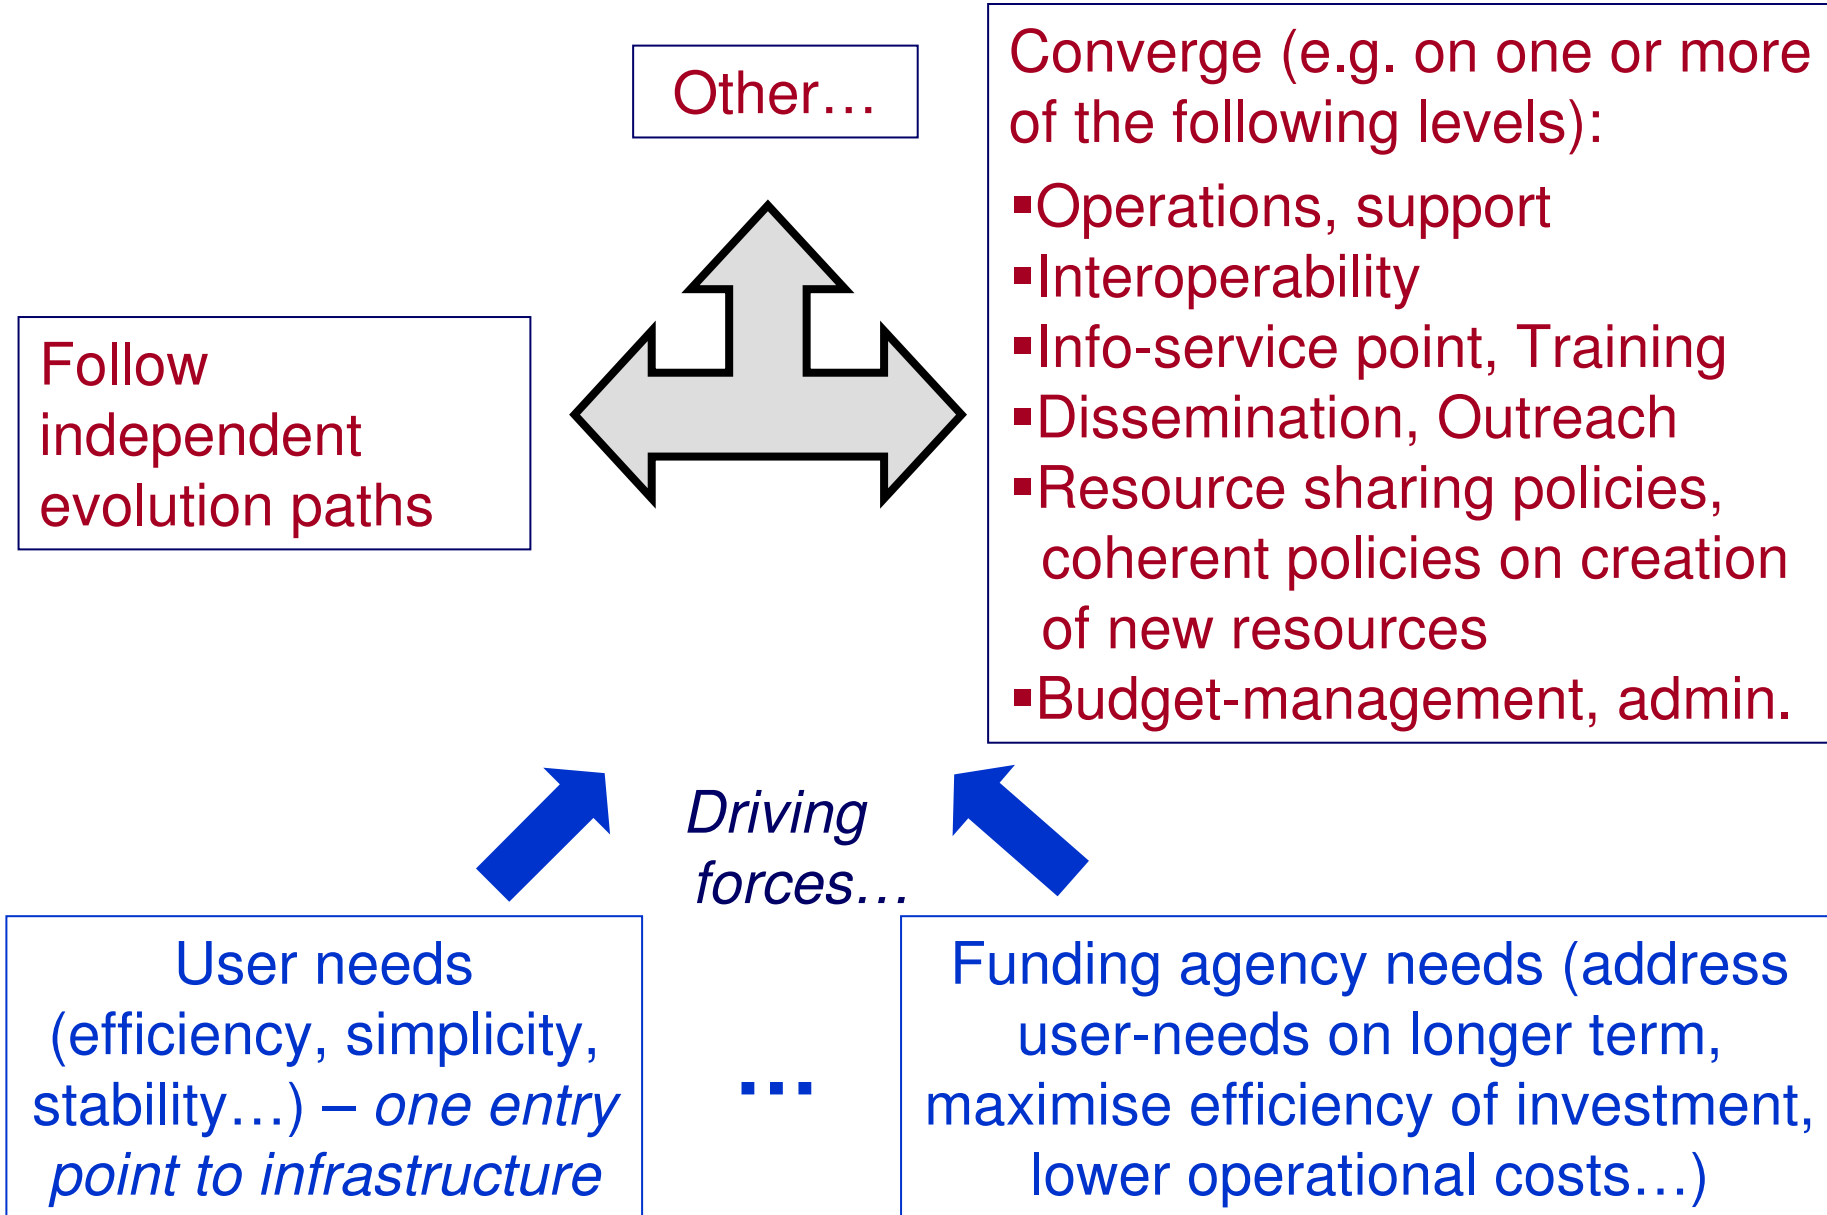 Other…
Converge (e.g. on one or more
of the following levels):
▪Operations, support
▪Interoperability
▪Info-service point, Training
▪Dissemination, Outreach
▪Resource sharing policies,
coherent policies on creation
of new resources
▪Budget-management, admin.
Follow
independent
evolution paths
Driving
forces…
User needs
(efficiency, simplicity,
stability…) – one entry
point to infrastructure
…
Funding agency needs (address
user-needs on longer term,
maximise efficiency of investment,
lower operational costs…)